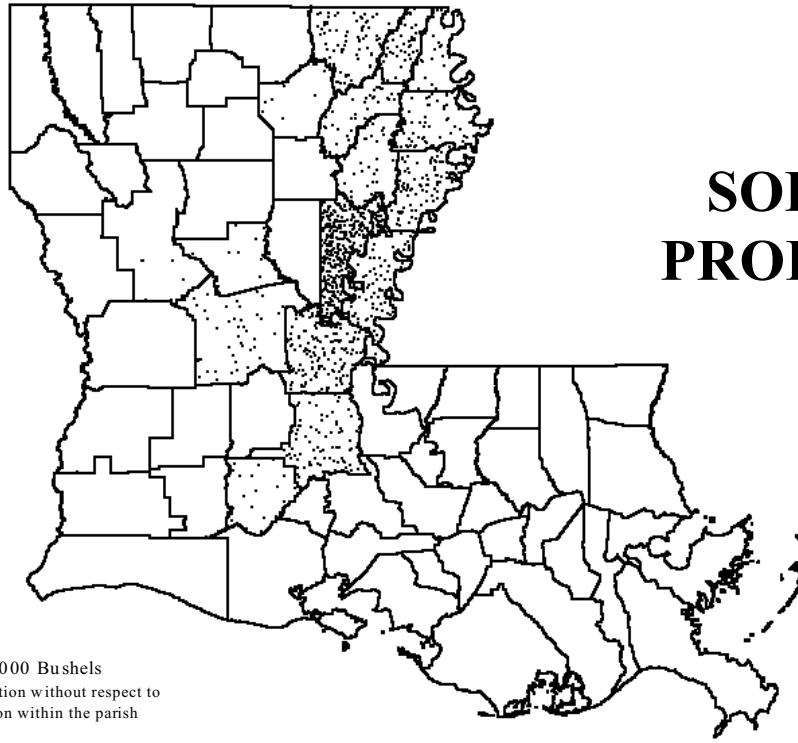 SO
PRO
000 Bushels
tion without respect to
on within the parish